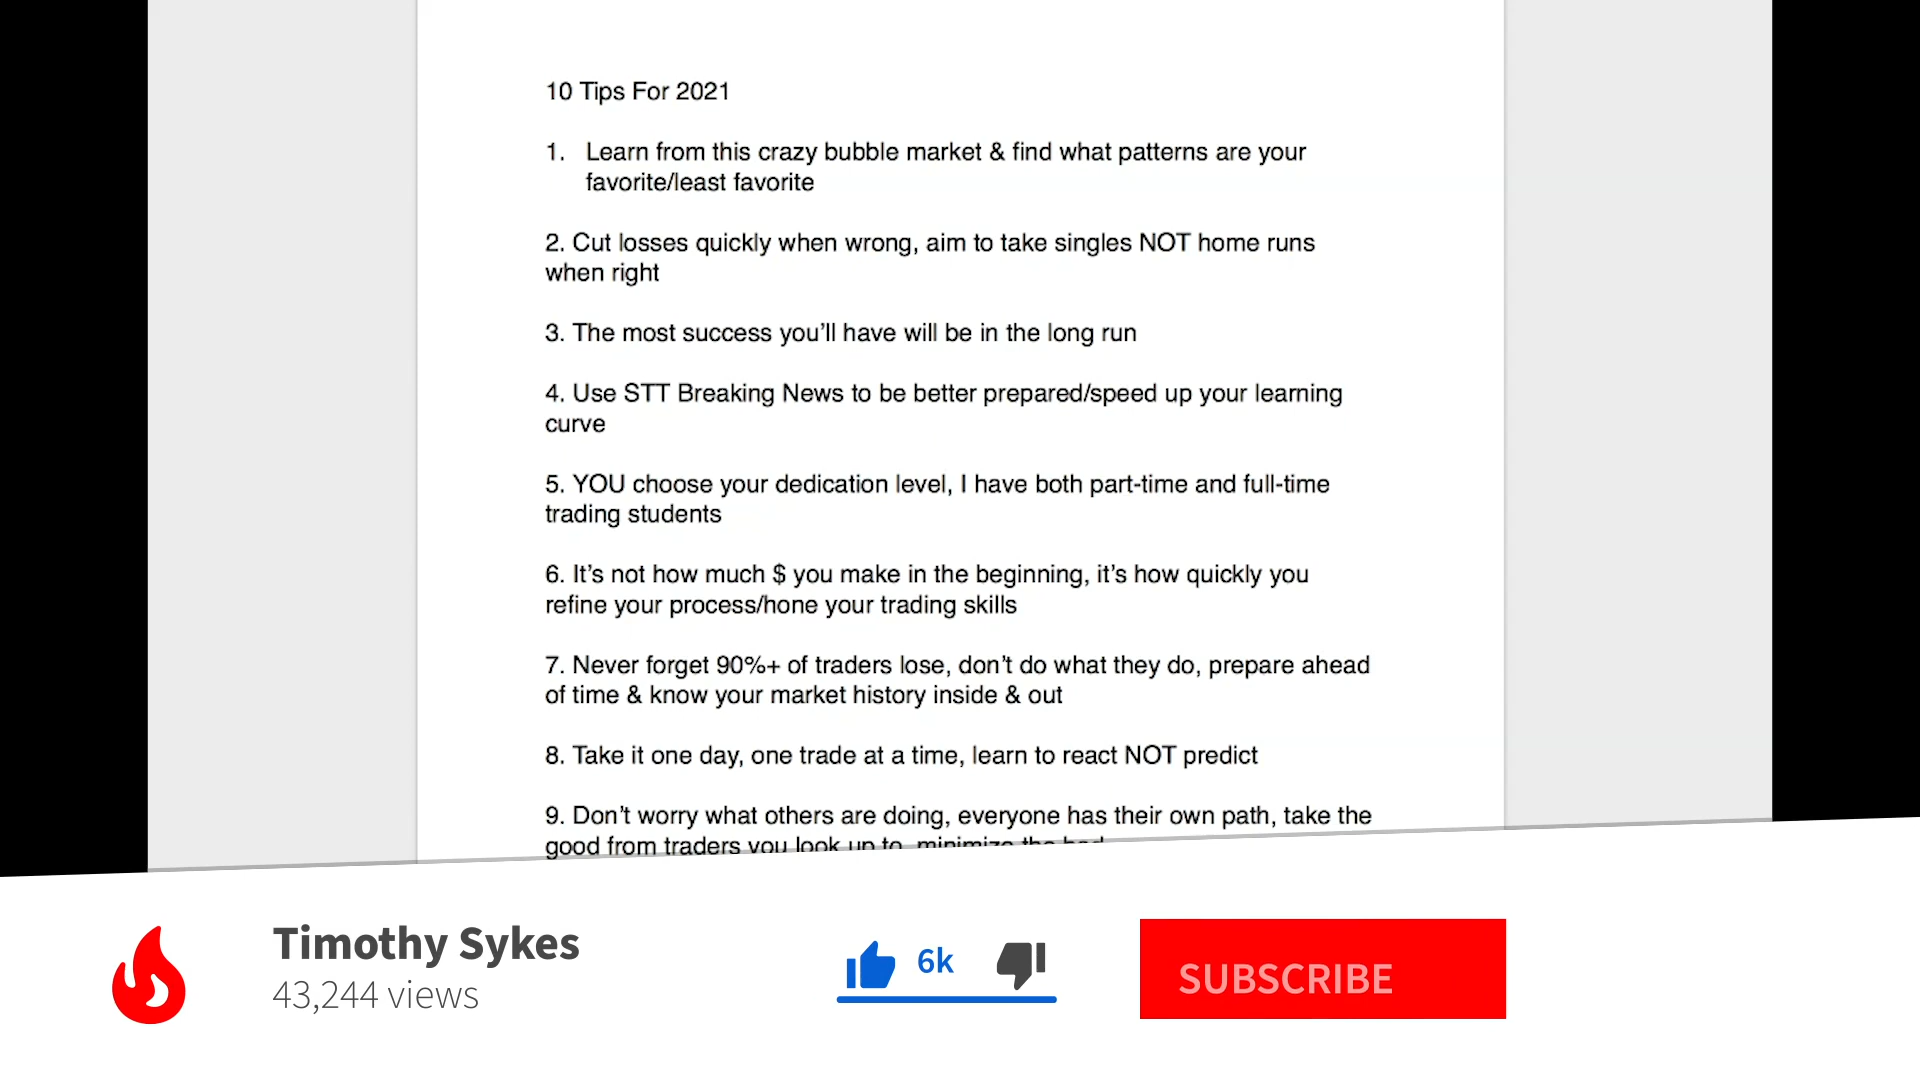 10 Tips For 2021
1. Learn from this crazy bubble market & find what patterns are your
favorite/least favorite
2. Cut losses quickly when wrong, aim to take singles NOT home runs
when right
3. The most success you’ll have will be in the long run
4. Use STT Breaking News to be better prepared/speed up your learning
curve
5. YOU choose your dedication level, I have both part-time and full-time
trading students
6. It’s not how much $ you make in the beginning, it’s how quickly you
refine your process/hone your trading skills
7. Never forget 90%+ of traders lose, don’t do what they do, prepare ahead
of time & know your market history inside & out
8. Take it one day, one trade at a time, learn to react NOT predict
9. Don’t worry what others are doing, everyone has their own path, take the
good from traders you look up to, minimize the bad
Timothy Sykes
43,244 views
6k
SUBSCRIBE